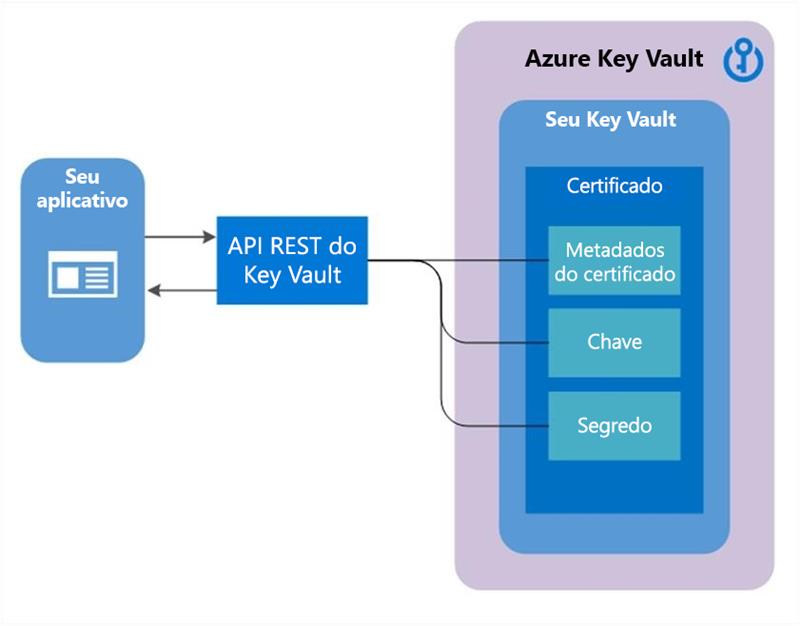 Azure Key Vault
Seu Key Vault
Seu
aplicativo
Certificado
API REST do
Key Vault
Metadados
do certificado
Chave
Segredo